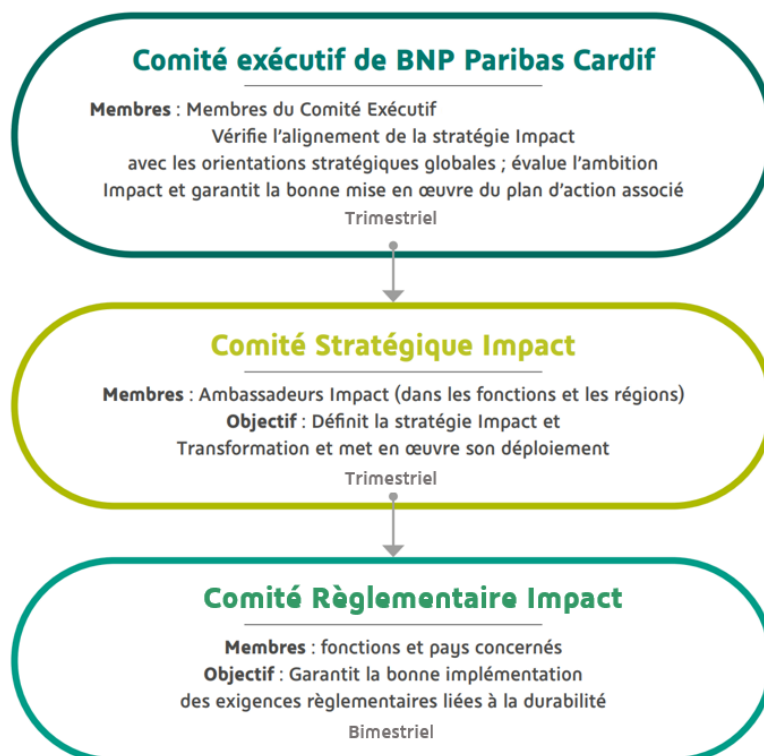 Comité exécutif de BNP Paribas Cardif
Membres : Membres du Comité Exécutif
Vérifie l'alignement de la stratégie Impact
avec les orientations stratégiques globales ; évalue l'ambition
Impact et garantit la bonne mise en œuvre du plan d'action associé
Trimestriel
Comité Stratégique Impact
Membres : Ambassadeurs Impact (dans les fonctions et les régions)
Objectif : Définit la stratégie Impact et
Transformation et met en œuvre son déploiement
Trimestriel
Comité Règlementaire Impact
Membres : fonctions et pays concernés
Objectif : Garantit la bonne implémentation
des exigences règlementaires liées à la durabilité
Bimestriel